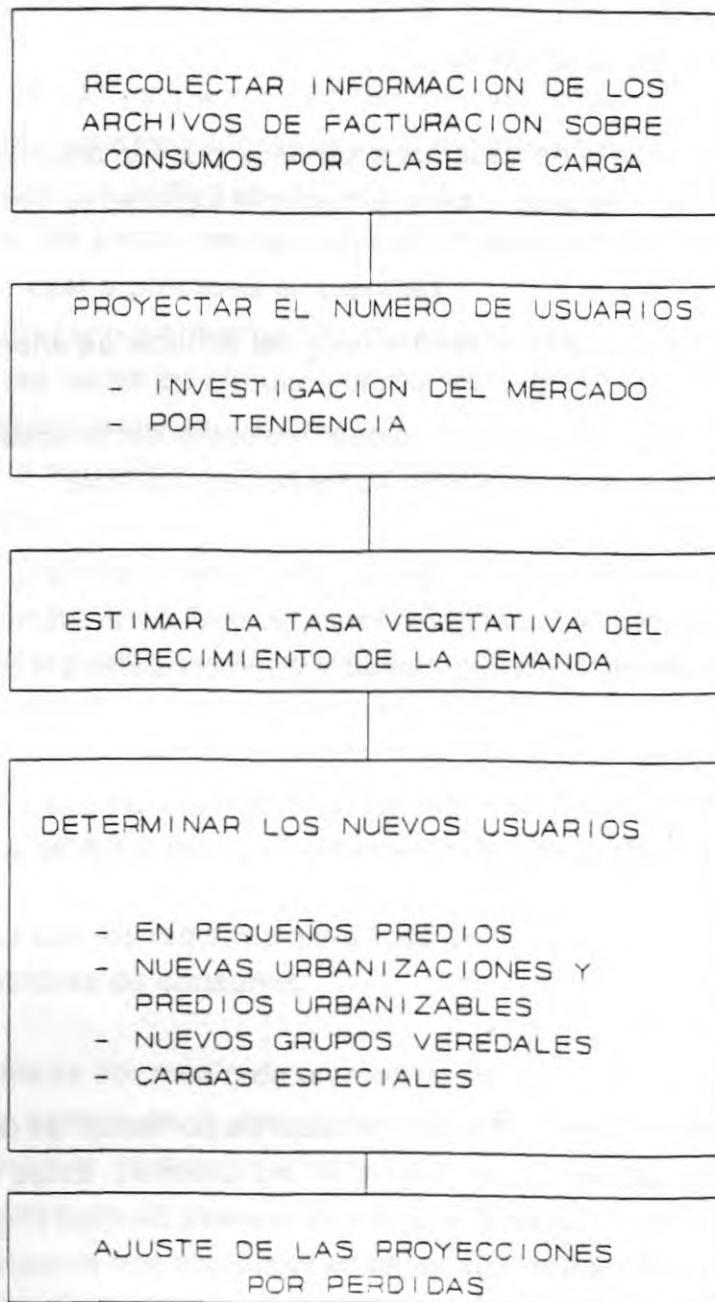 RECOLECTAR INFORMACION DE LOS
ARCHIVOS DE FACTURACION SOBRE
CONSUMOS POR CLASE DE CARGA
PROYECTAR EL NUMERO DE USUARIOS
- INVESTIGACION DEL MERCADO
- POR TENDENCIA
ESTIMAR LA TASA VEGETATIVA DEL
CRECIMIENTO DE LA DEMANDA
DETERMINAR LOS NUEVOS USUARIOS
- EN PEQUEÑOS PREDIOS
- NUEVAS URBANIZACIONES Y
PREDIOS URBANIZABLES
- NUEVOS GRUPOS VEREDALES
- CARGAS ESPECIALES
AJUSTE DE LAS PROYECCIONES
POR PERDIDAS